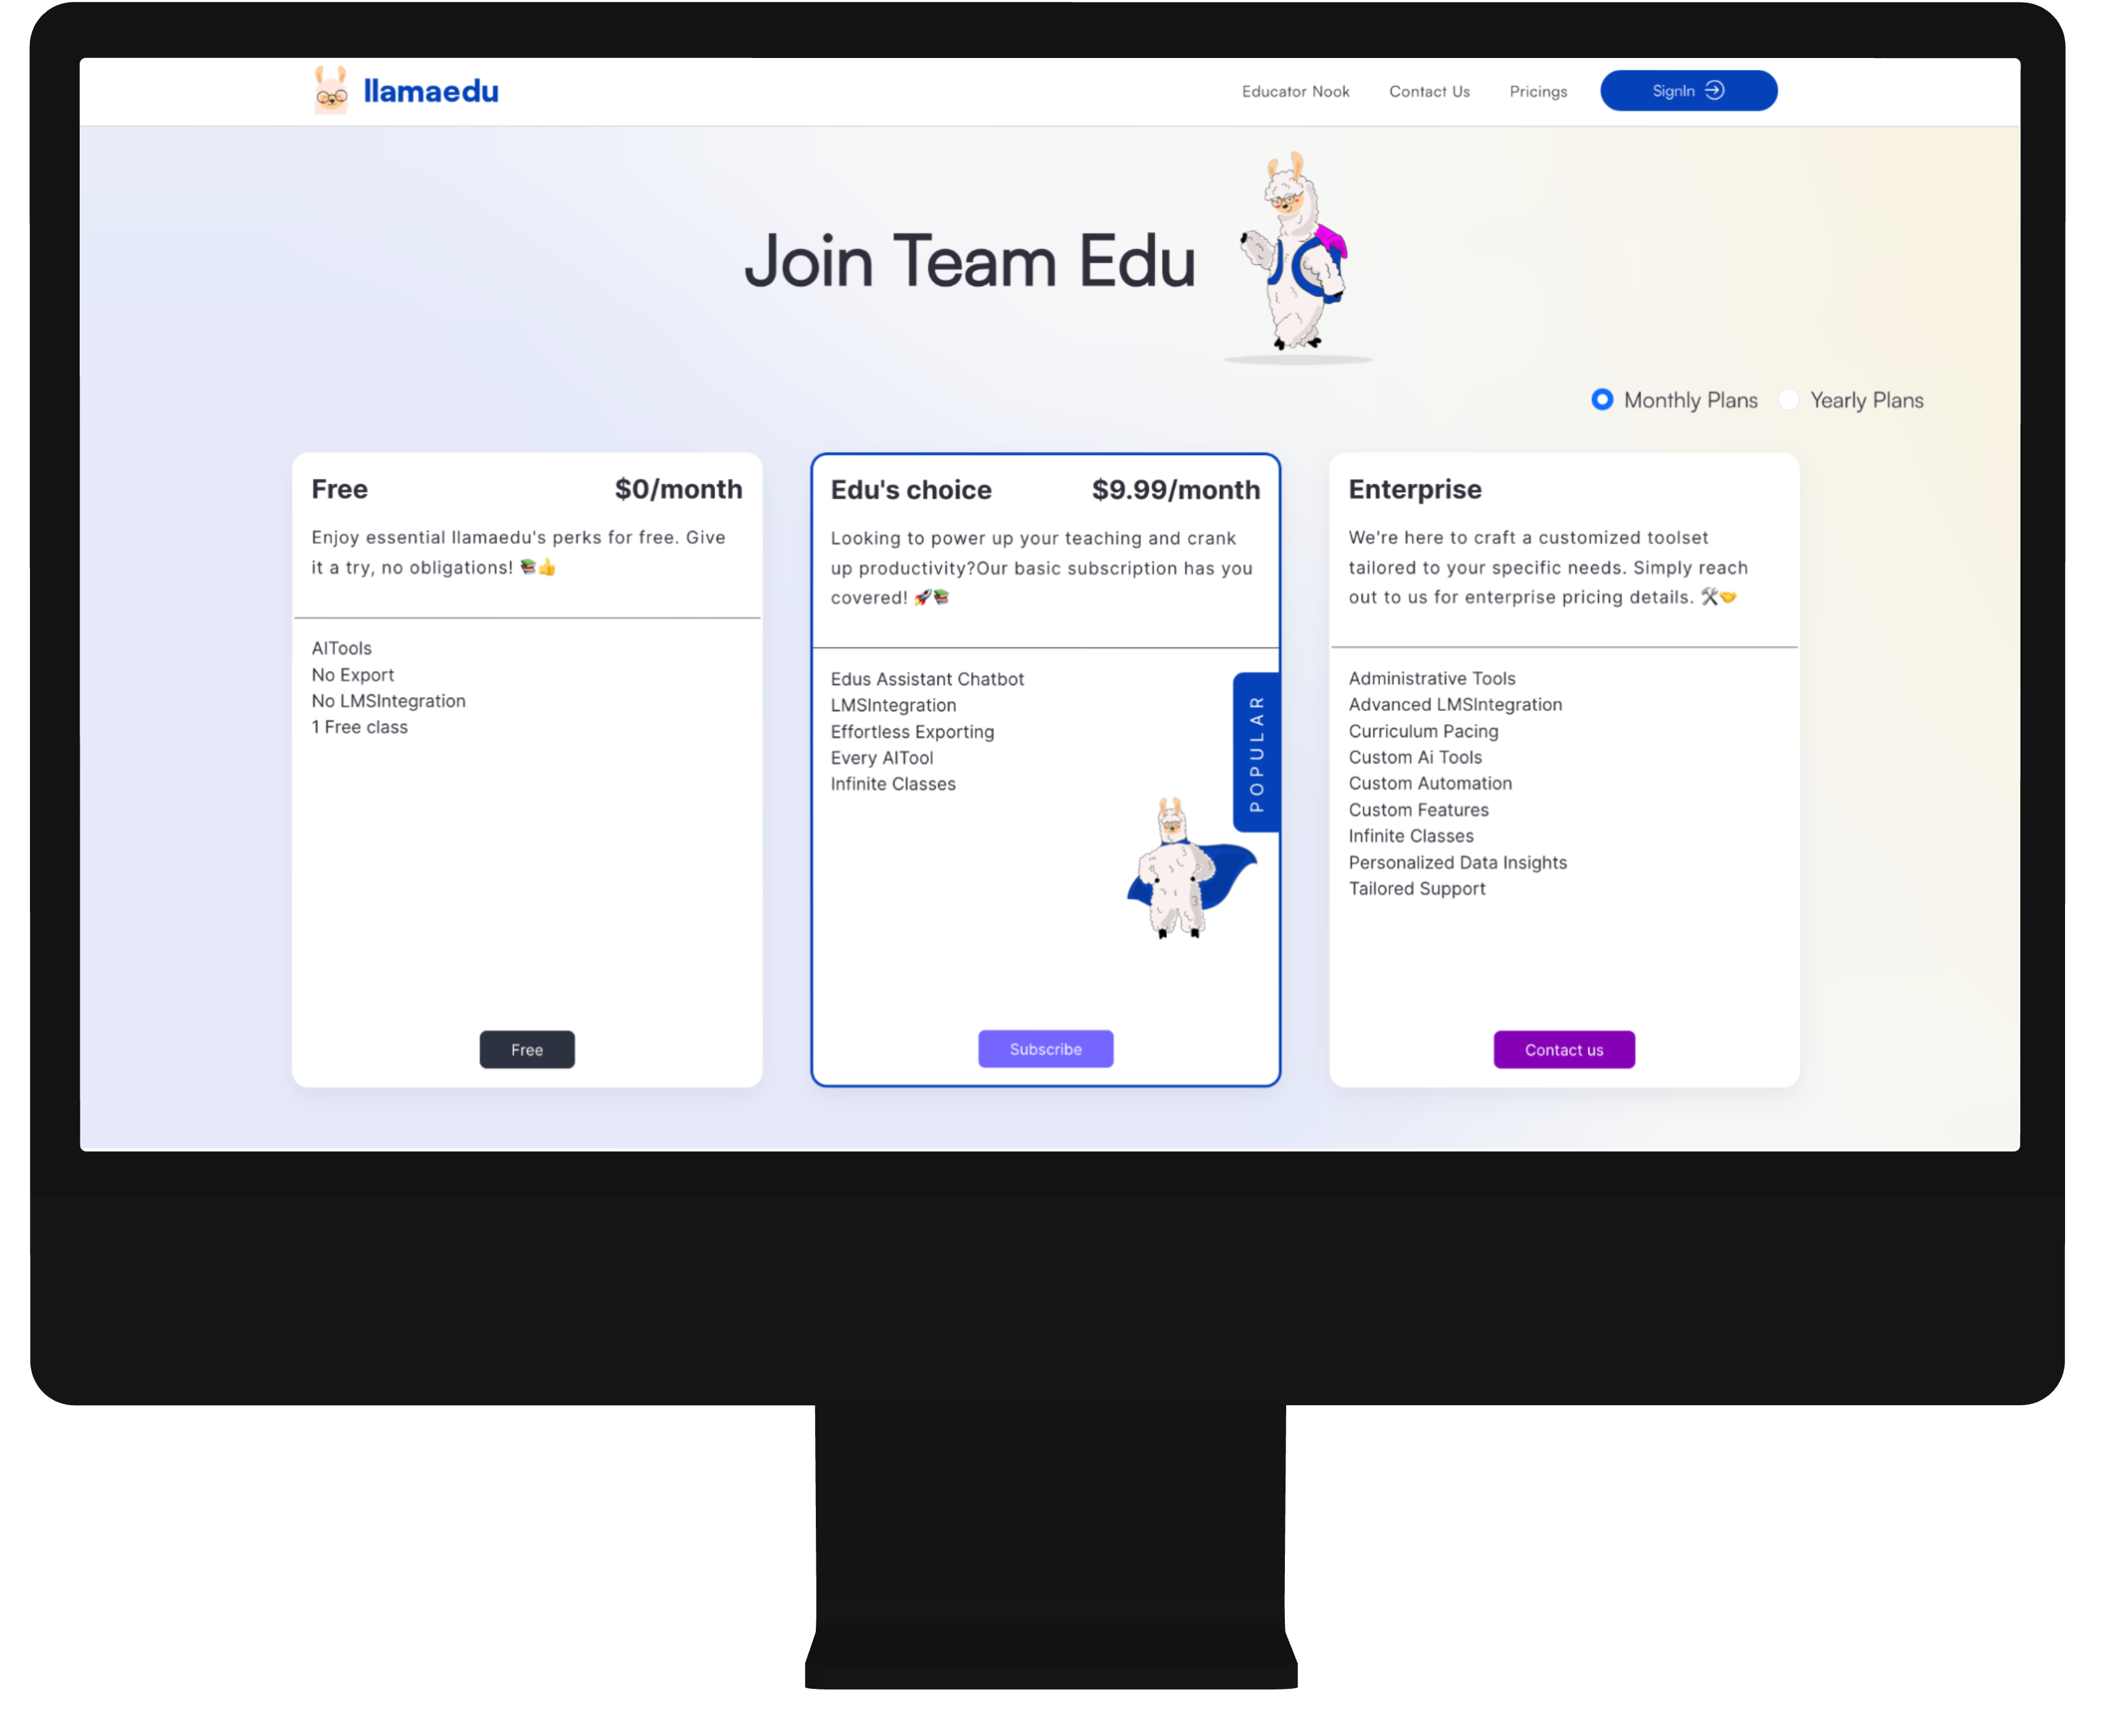 llamaedu
Educator Nook
Contact Us
Pricings
SignIn
Join Team Edu
Monthly Plans
Yearly Plans
Free
$0/month
Enjoy essential llamaedu's perks for free. Give
it a try, no obligations! 📚👍
AITools
No Export
No LMSIntegration
1 Free class
Free
Edu's choice
$9.99/month
Looking to power up your teaching and crank
up productivity?Our basic subscription has you
covered! 🚀📚
Edus Assistant Chatbot
LMSIntegration
Effortless Exporting
Every AITool
Infinite Classes
POPULAR
Subscribe
Enterprise
We're here to craft a customized toolset
tailored to your specific needs. Simply reach
out to us for enterprise pricing details. 🛠️🤝
Administrative Tools
Advanced LMSIntegration
Curriculum Pacing
Custom Ai Tools
Custom Automation
Custom Features
Infinite Classes
Personalized Data Insights
Tailored Support
Contact us